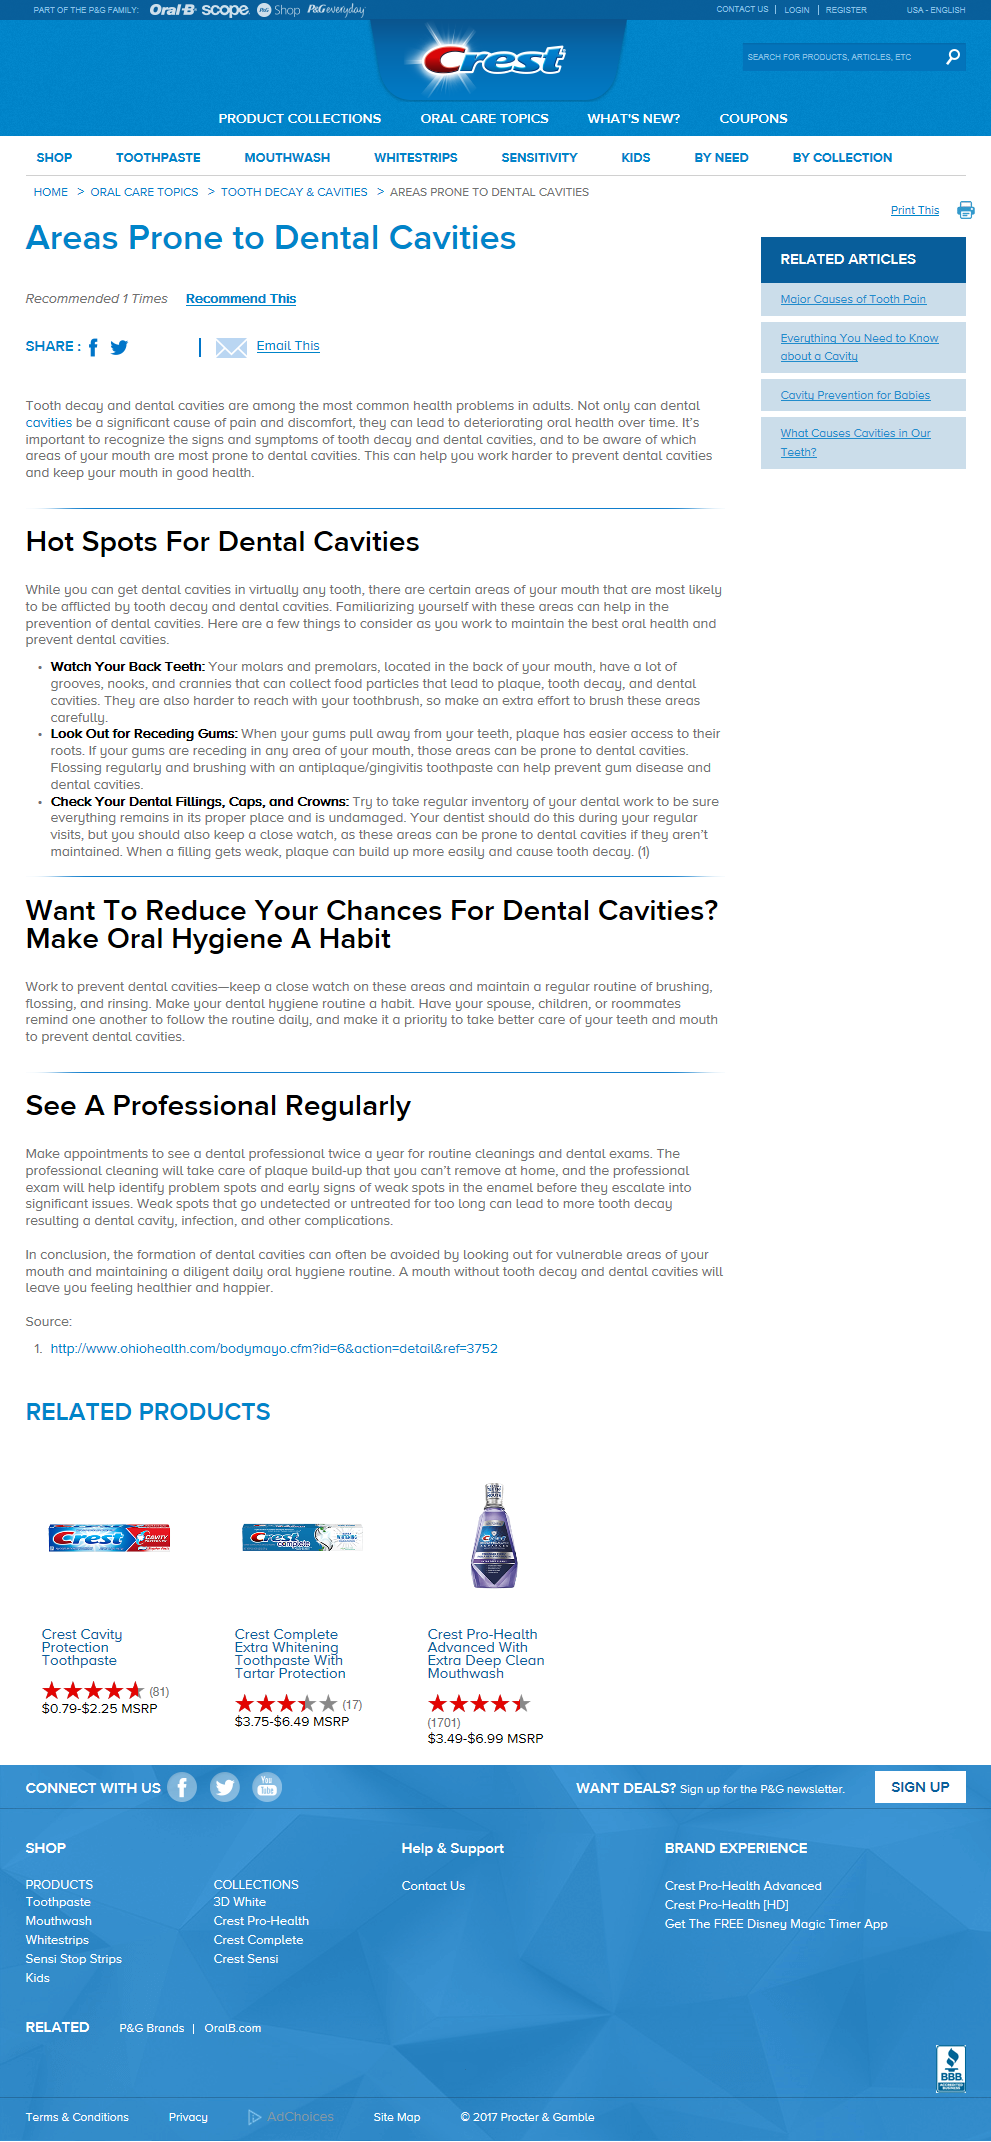 PART OF THE P&G FAMILY: Oral-B scope P&G Shop P&G everyday
CONTACT US | LOGIN | REGISTER USA - ENGLISH
Crest
SEARCH FOR PRODUCTS, ARTICLES, ETC
PRODUCT COLLECTIONS ORAL CARE TOPICS WHAT'S NEW? COUPONS
SHOP TOOTHPASTE MOUTHWASH WHITESTRIPS SENSITIVITY KIDS BY NEED BY COLLECTION
HOME > ORAL CARE TOPICS > TOOTH DECAY & CAVITIES > AREAS PRONE TO DENTAL CAVITIES
Print This
Areas Prone to Dental Cavities
Recommended 1 Times Recommend This
SHARE : | Email This
RELATED ARTICLES
Major Causes of Tooth Pain
Everything You Need to Know
about a Cavity
Cavity Prevention for Babies
What Causes Cavities in Our
Teeth?
Tooth decay and dental cavities are among the most common health problems in adults. Not only can dental
cavities be a significant cause of pain and discomfort, they can lead to deteriorating oral health over time. It's
important to recognize the signs and symptoms of tooth decay and dental cavities, and to be aware of which
areas of your mouth are most prone to dental cavities. This can help you work harder to prevent dental cavities
and keep your mouth in good health.
Hot Spots For Dental Cavities
While you can get dental cavities in virtually any tooth, there are certain areas of your mouth that are most likely
to be afflicted by tooth decay and dental cavities. Familiarizing yourself with these areas can help in the
prevention of dental cavities. Here are a few things to consider as you work to maintain the best oral health and
prevent dental cavities.
• Watch Your Back Teeth: Your molars and premolars, located in the back of your mouth, have a lot of
grooves, nooks, and crannies that can collect food particles that lead to plaque, tooth decay, and dental
cavities. They are also harder to reach with your toothbrush, so make an extra effort to brush these areas
carefully.
• Look Out for Receding Gums: When your gums pull away from your teeth, plaque has easier access to their
roots. If your gums are receding in any area of your mouth, those areas can be prone to dental cavities.
Flossing regularly and brushing with an antiplaque/gingivitis toothpaste can help prevent gum disease and
dental cavities.
• Check Your Dental Fillings, Caps, and Crowns: Try to take regular inventory of your dental work to be sure
everything remains in its proper place and is undamaged. Your dentist should do this during your regular
visits, but you should also keep a close watch, as these areas can be prone to dental cavities if they aren't
maintained. When a filling gets weak, plaque can build up more easily and cause tooth decay. (1)
Want To Reduce Your Chances For Dental Cavities?
Make Oral Hygiene A Habit
Work to prevent dental cavities—keep a close watch on these areas and maintain a regular routine of brushing,
flossing, and rinsing. Make your dental hygiene routine a habit. Have your spouse, children, or roommates
remind one another to follow the routine daily, and make it a priority to take better care of your teeth and mouth
to prevent dental cavities.
See A Professional Regularly
Make appointments to see a dental professional twice a year for routine cleanings and dental exams. The
professional cleaning will take care of plaque build-up that you can't remove at home, and the professional
exam will help identify problem spots and early signs of weak spots in the enamel before they escalate into
significant issues. Weak spots that go undetected or untreated for too long can lead to more tooth decay
resulting a dental cavity, infection, and other complications.
In conclusion, the formation of dental cavities can often be avoided by looking out for vulnerable areas of your
mouth and maintaining a diligent daily oral hygiene routine. A mouth without tooth decay and dental cavities will
leave you feeling healthier and happier.
Source:
1. http://www.ohiohealth.com/bodymayo.cfm?id=6&action=detail&ref=3752
RELATED PRODUCTS
Crest CAVITY
Crest complete WHITENING
Crest
Crest Cavity
Protection
Toothpaste
(81)
$0.79-$2.25 MSRP
Crest Complete
Extra Whitening
Toothpaste With
Tartar Protection
(17)
$3.75-$6.49 MSRP
Crest Pro-Health
Advanced With
Extra Deep Clean
Mouthwash
(1701)
$3.49-$6.99 MSRP
CONNECT WITH US You Tube
WANT DEALS? Sign up for the P&G newsletter. SIGN UP
SHOP
PRODUCTS
Toothpaste
Mouthwash
Whitestrips
Sensi Stop Strips
Kids
COLLECTIONS
3D White
Crest Pro-Health
Crest Complete
Crest Sensi
Help & Support
Contact Us
BRAND EXPERIENCE
Crest Pro-Health Advanced
Crest Pro-Health [HD]
Get The FREE Disney Magic Timer App
RELATED P&G Brands | OralB.com
BBB
ACCREDITED
BUSINESS
Terms & Conditions Privacy AdChoices Site Map © 2017 Procter & Gamble